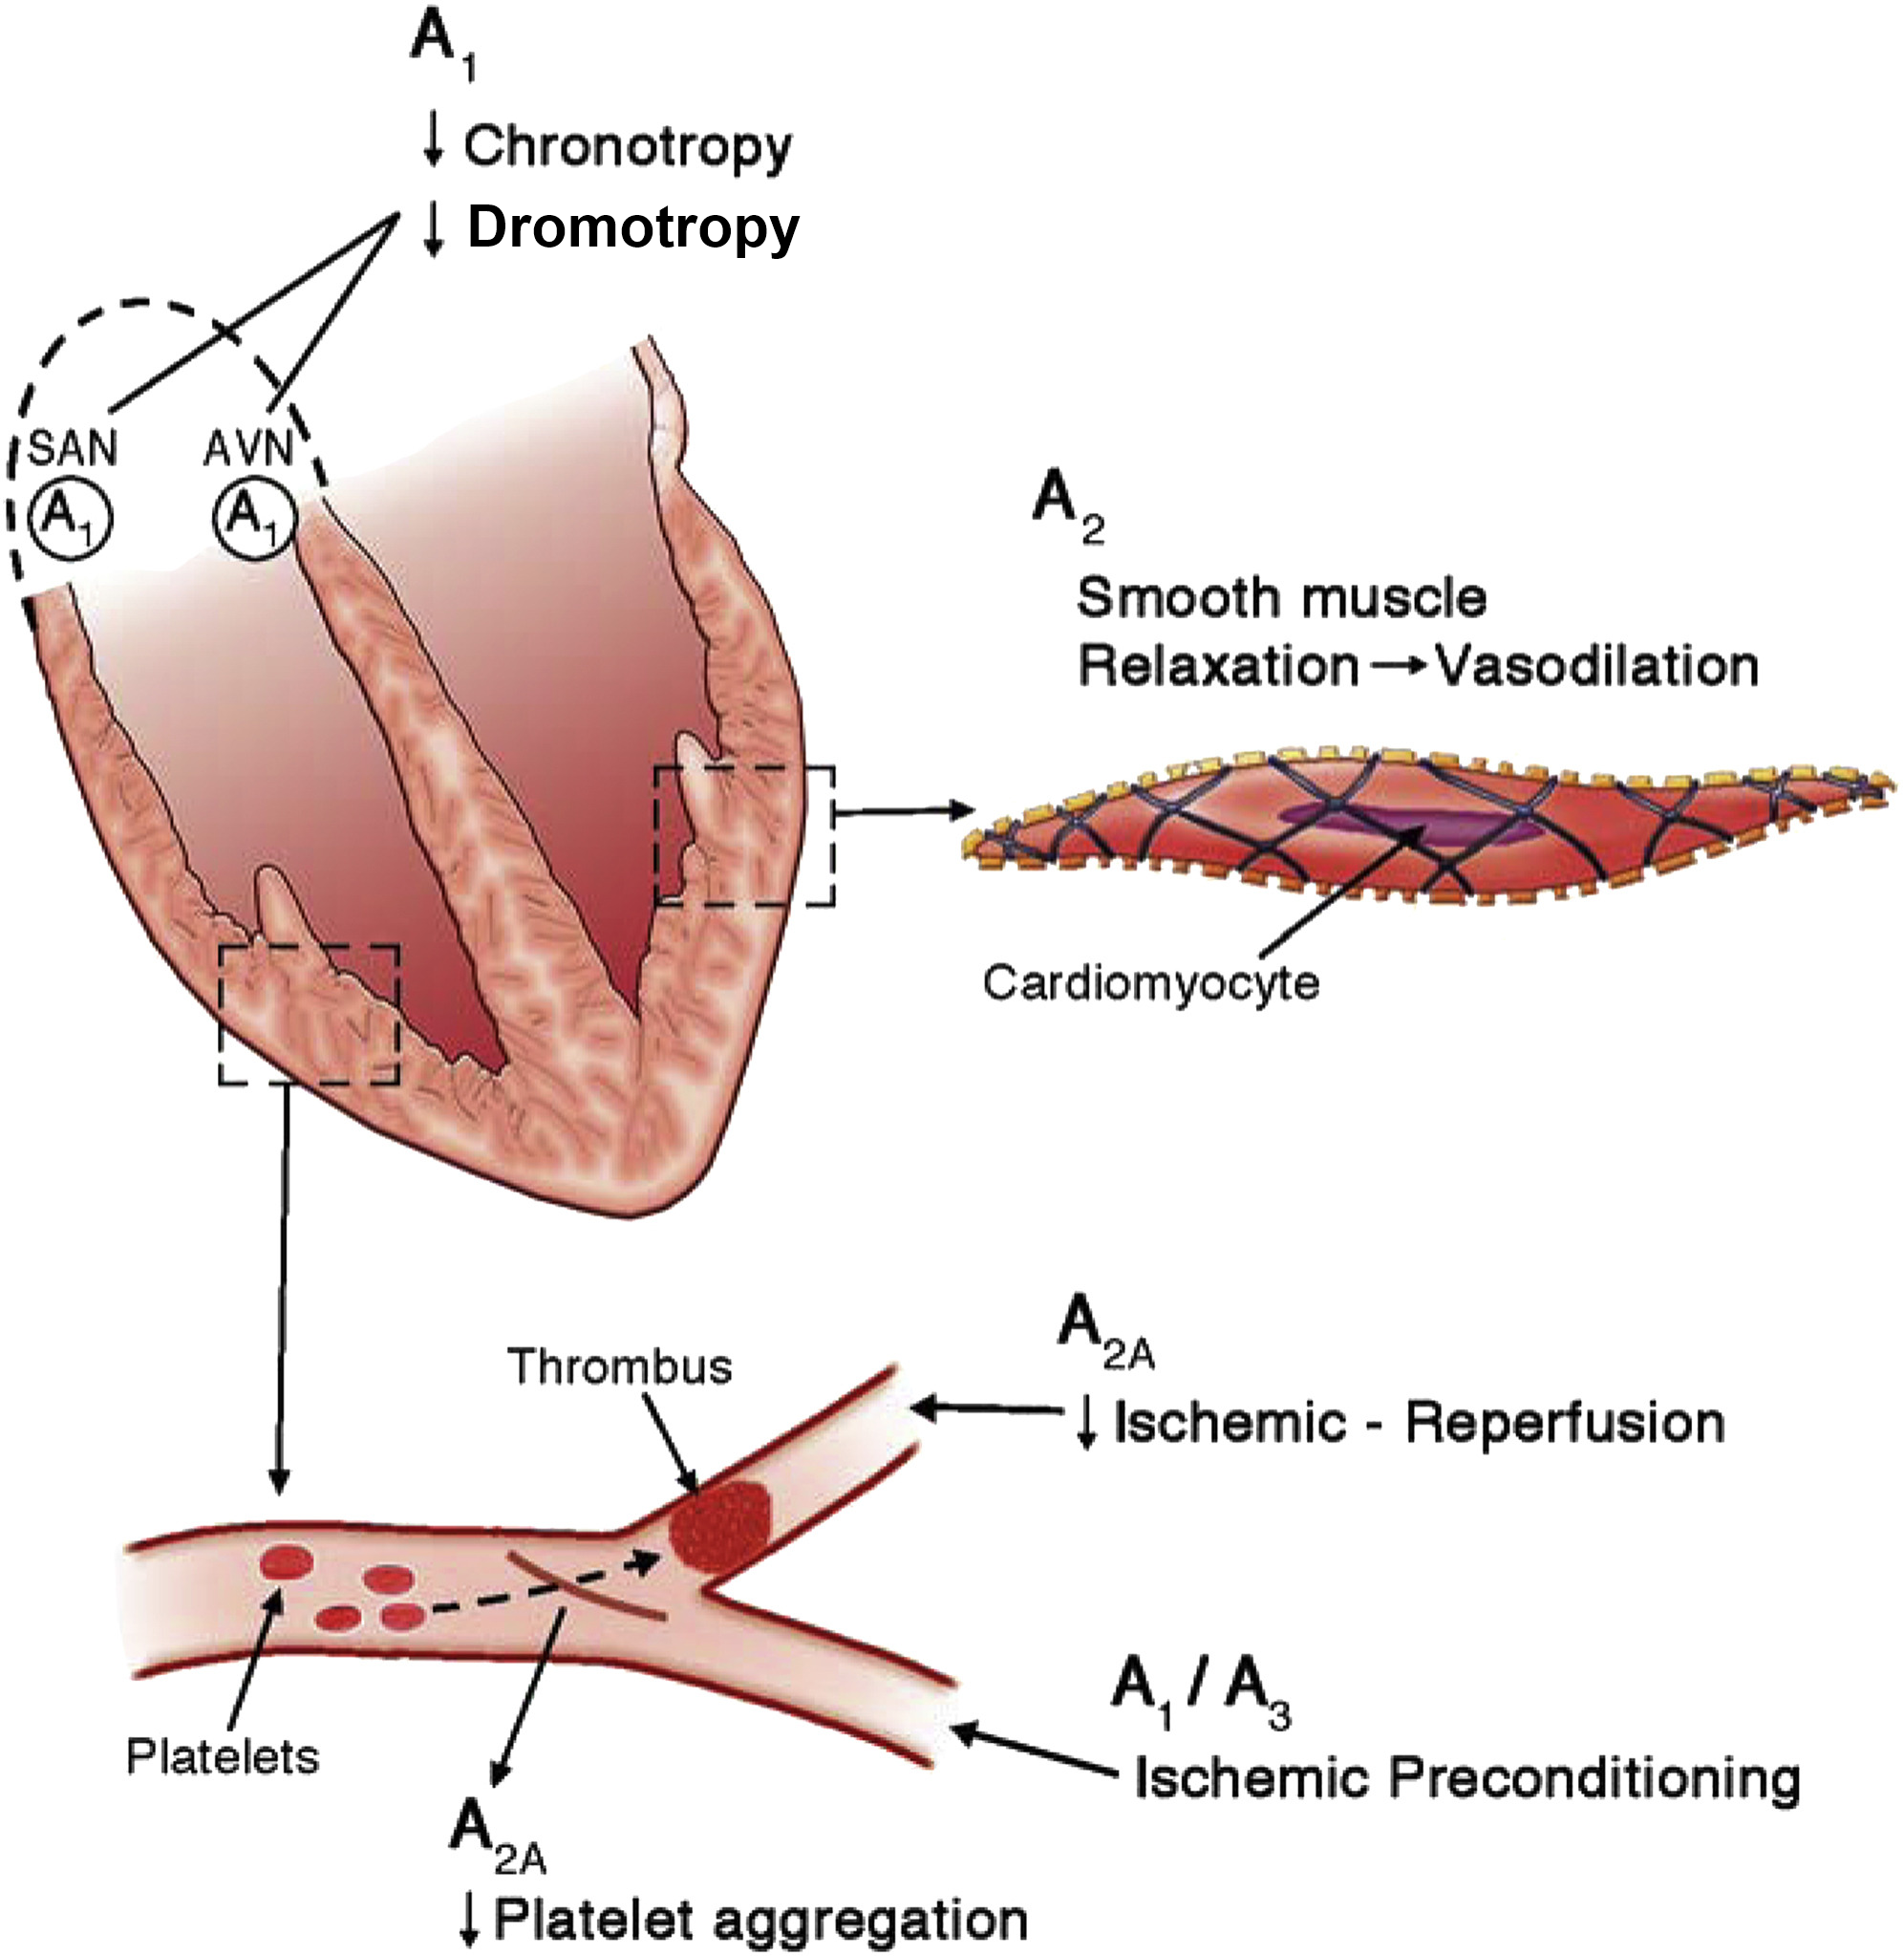 A1
↓ Chronotropy
↓ Dromotropy
SAN
AVN
A1
A1
A2
Smooth muscle
Relaxation → Vasodilation
Cardiomyocyte
Thrombus
A2A
↓ Ischemic - Reperfusion
A1 / A3
Ischemic Preconditioning
Platelets
A2A
↓ Platelet aggregation